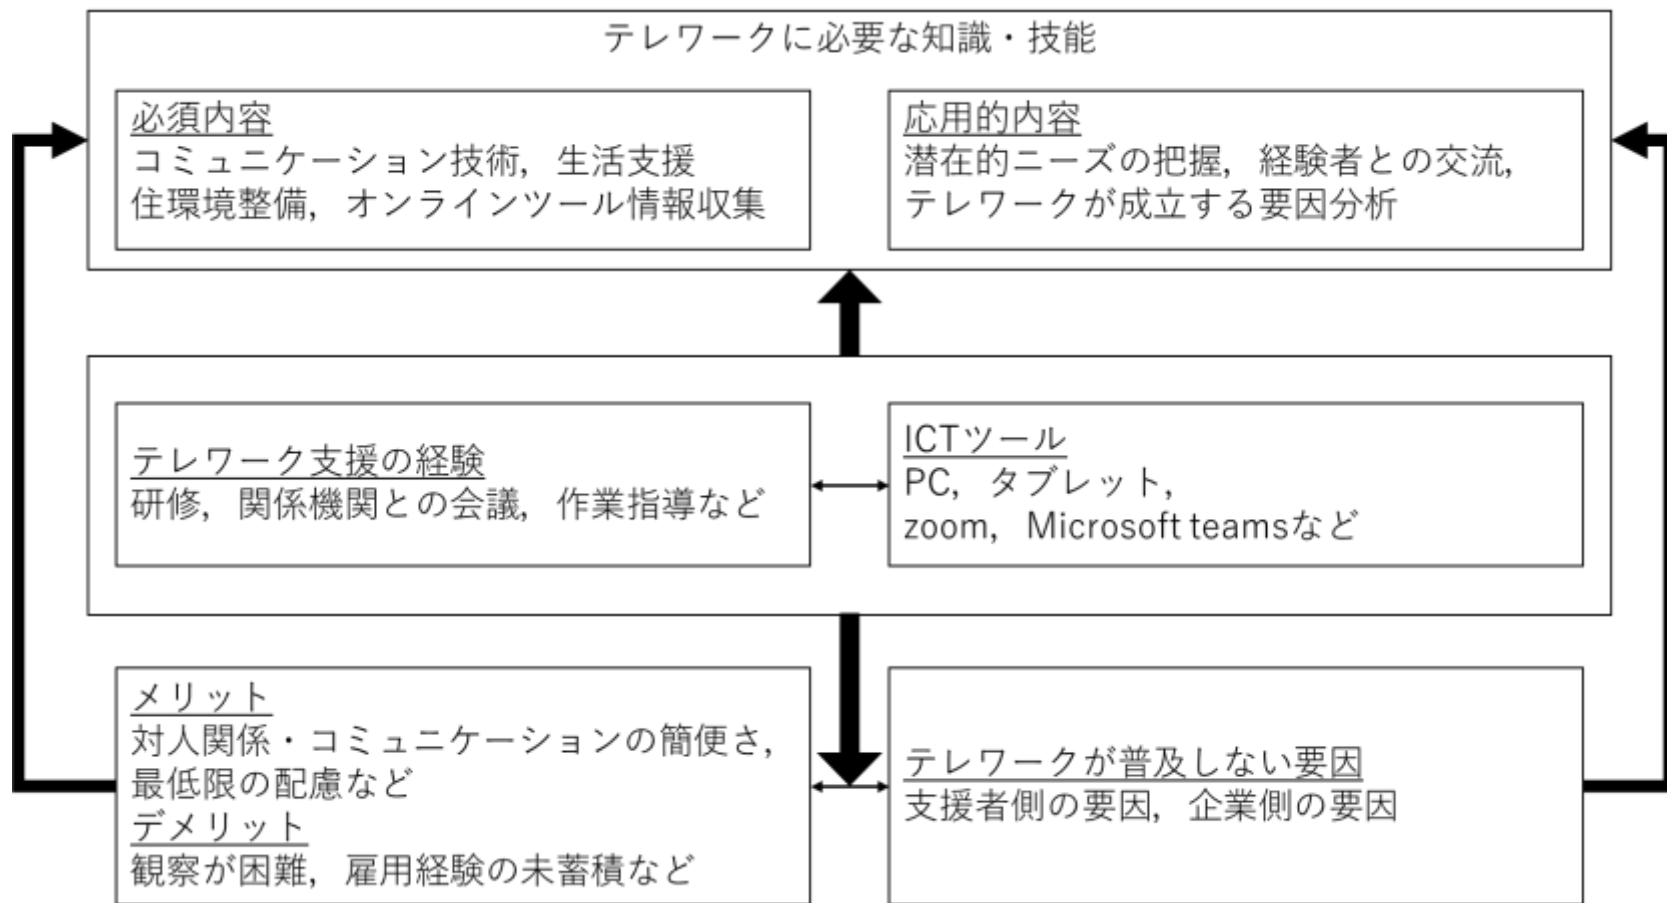 テレワークに必要な知識・技能
必須内容
コミュニケーション技術，生活支援
住環境整備，オンラインツール情報収集
応用的内容
潜在的ニーズの把握，経験者との交流，
テレワークが成立する要因分析
テレワーク支援の経験
研修，関係機関との会議，作業指導など
ICTツール
PC，タブレット，
zoom，Microsoft teamsなど
メリット
対人関係・コミュニケーションの簡便さ，
最低限の配慮など
デメリット
観察が困難，雇用経験の未蓄積など
テレワークが普及しない要因
支援者側の要因，企業側の要因